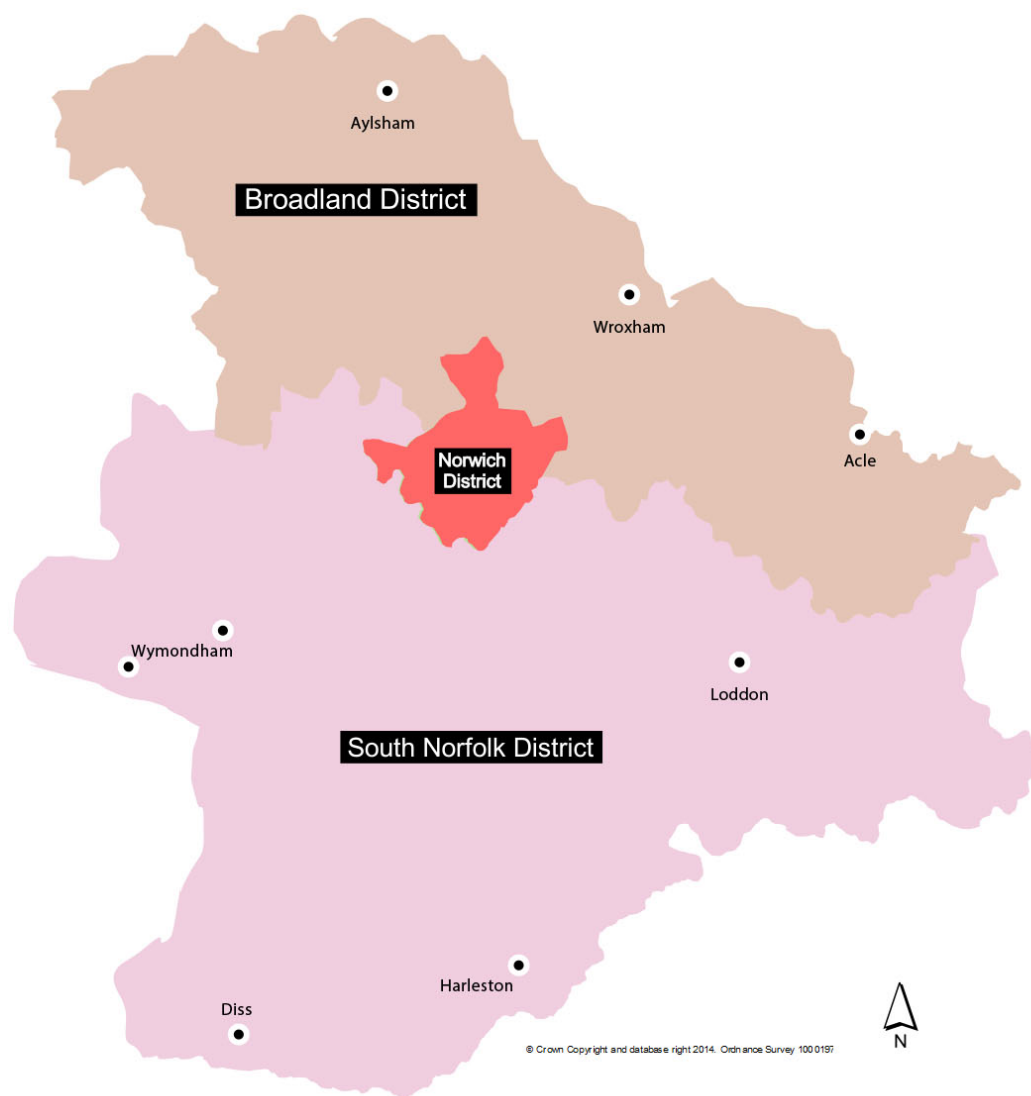 Aylsham
Broadland District
Wroxham
Norwich
District
Acle
Wymondham
Loddon
South Norfolk District
Harleston
Diss
N
© Crown Copyright and database right 2014. Ordnance Survey 1000197